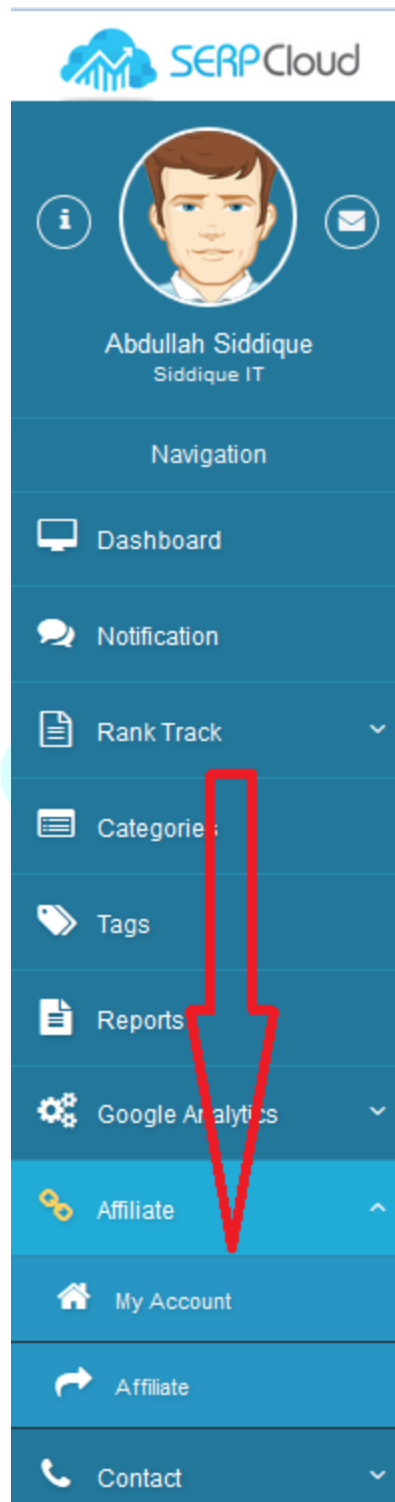 SERPCloud
Abdullah Siddique
Siddique IT
Navigation
Dashboard
Notification
Rank Track
Categories
Tags
Reports
Google Analytics
Affiliate
My Account
Affiliate
Contact